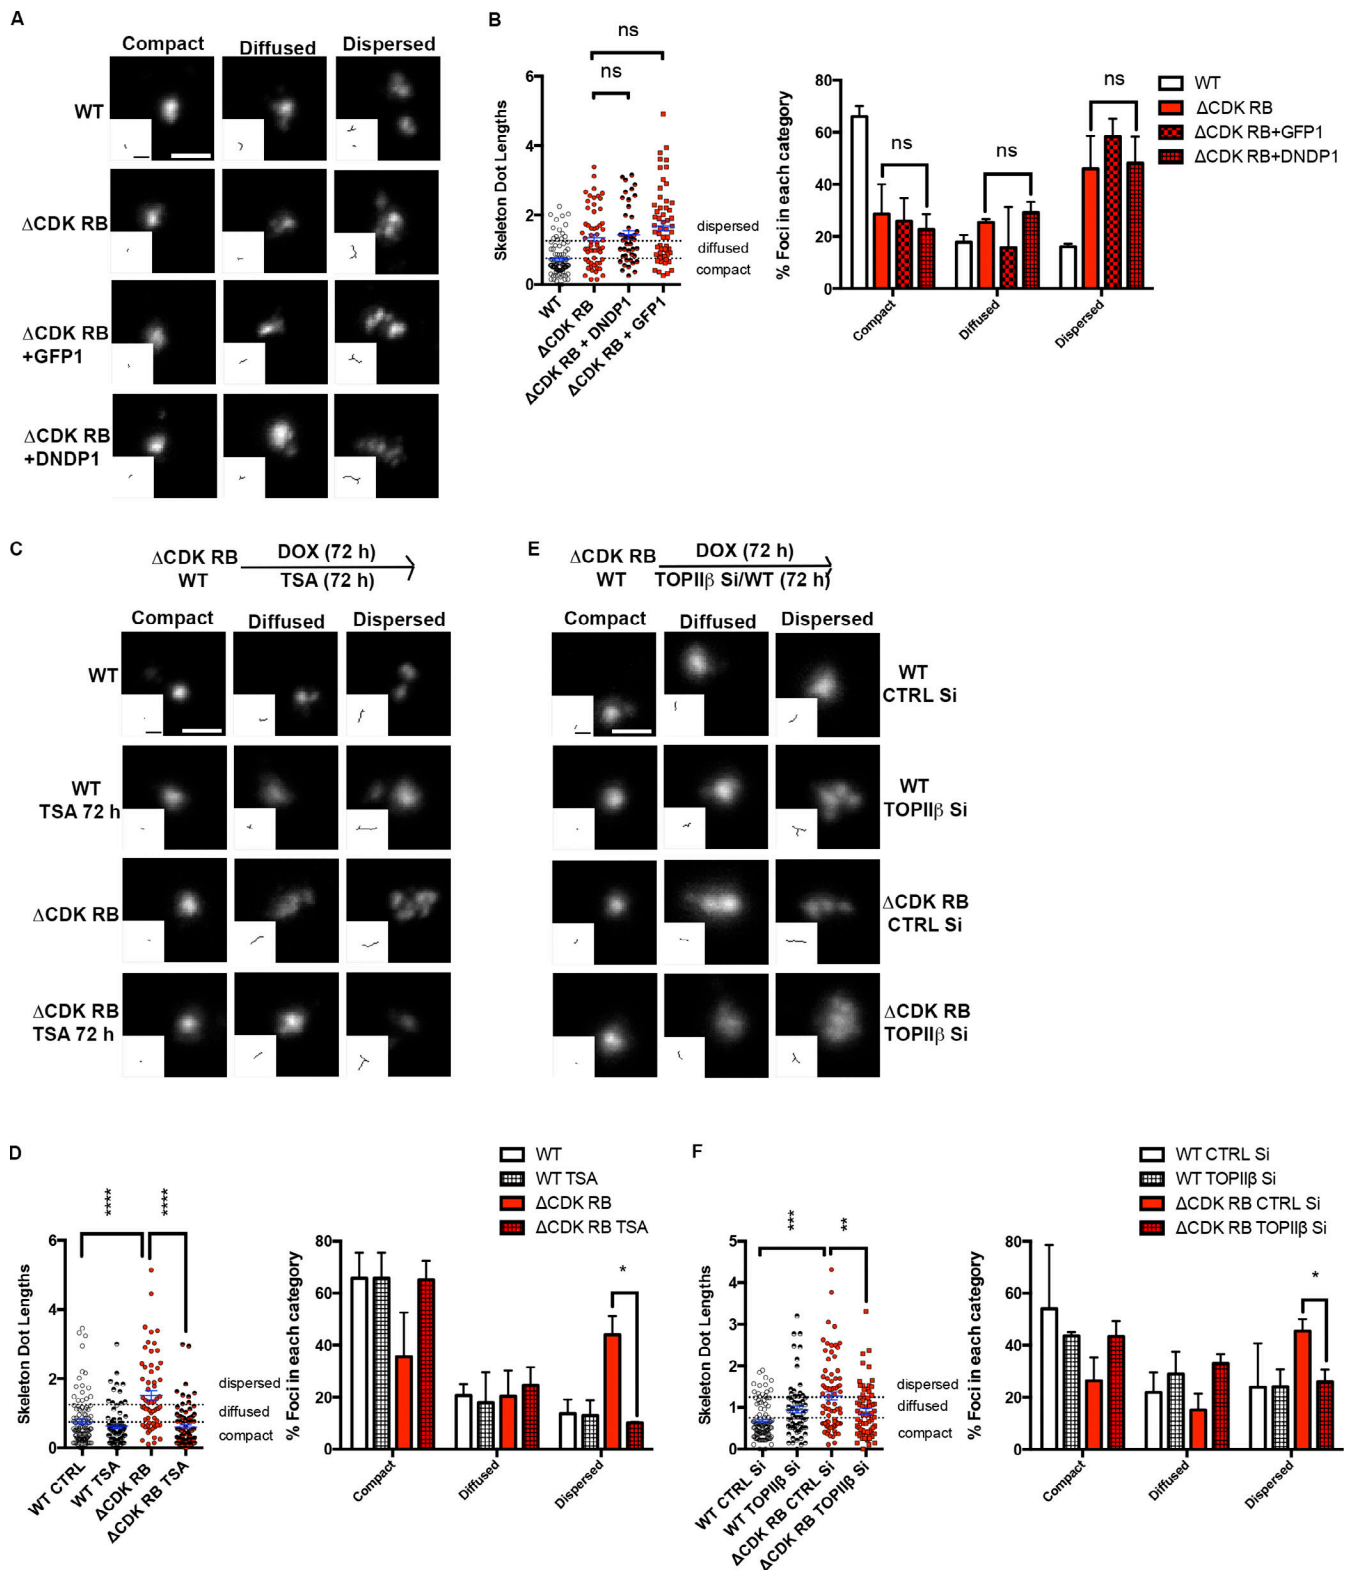 A
Compact Diffused Dispersed
WT
ΔCDK RB
ΔCDK RB
+GFP1
ΔCDK RB
+DNDP1
B
ns
ns
6
4
2
0
Skeleton Dot Lengths
dispersed
diffused
compact
WT
ΔCDK RB
ΔCDK RB + DNDP1
ΔCDK RB + GFP1
80
60
40
20
0
% Foci in each category
ns
ns
ns
Compact
Diffused
Dispersed
WT
ΔCDK RB
ΔCDK RB+GFP1
ΔCDK RB+DNDP1
C
ΔCDK RB
WT
DOX (72 h)
TSA (72 h)
Compact Diffused Dispersed
WT
WT
TSA 72 h
ΔCDK RB
ΔCDK RB
TSA 72 h
E
ΔCDK RB
WT
DOX (72 h)
TOPIIβ Si/WT (72 h)
Compact Diffused Dispersed
WT
CTRL Si
WT
TOPIIβ Si
ΔCDK RB
CTRL Si
ΔCDK RB
TOPIIβ Si
D
****
****
6
4
2
0
Skeleton Dot Lengths
dispersed
diffused
compact
WT CTRL
WT TSA
ΔCDK RB
ΔCDK RB TSA
WT
WT TSA
ΔCDK RB
ΔCDK RB TSA
80
60
40
20
0
% Foci in each category
*
Compact
Diffused
Dispersed
F
***
**
5
4
3
2
1
0
Skeleton Dot Lengths
dispersed
diffused
compact
WT CTRL Si
WT TOPIIβ Si
ΔCDK RB CTRL Si
ΔCDK RB TOPIIβ Si
WT CTRL Si
WT TOPIIβ Si
ΔCDK RB CTRL Si
ΔCDK RB TOPIIβ Si
80
60
40
20
0
% Foci in each category
*
Compact
Diffused
Dispersed